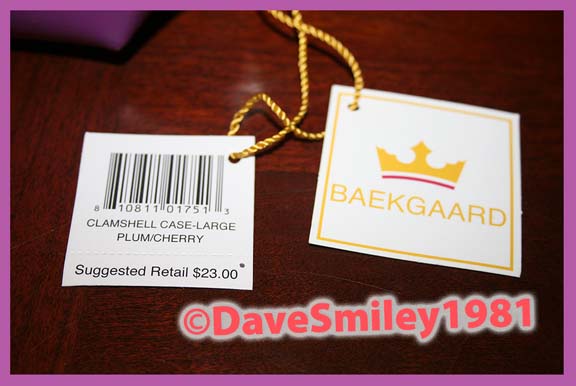 8 10811 01751 3
CLAMSHELL CASE-LARGE
PLUM/CHERRY
Suggested Retail $23.00
BAEKGAARD
©DaveSmiley1981